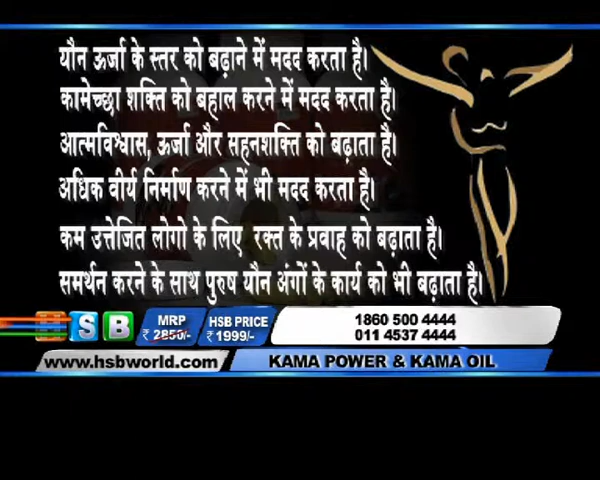 यौन ऊर्जा के स्तर को बढ़ाने में मदद करता है।
कामेच्छा शक्ति को बहाल करने में मदद करता है।
आत्मविश्वास, ऊर्जा और सहनशक्ति को बढ़ाता है।
अधिक वीर्य निर्माण करने में भी मदद करता है।
कम उत्तेजित लोगो के लिए रक्त के प्रवाह को बढ़ाता है।
समर्थन करने के साथ पुरुष यौन अंगों के कार्य को भी बढ़ाता है।
H S B
MRP
₹ 2850/-
HSB PRICE
₹ 1999/-
1860 500 4444
011 4537 4444
www.hsbworld.com
KAMA POWER & KAMA OIL